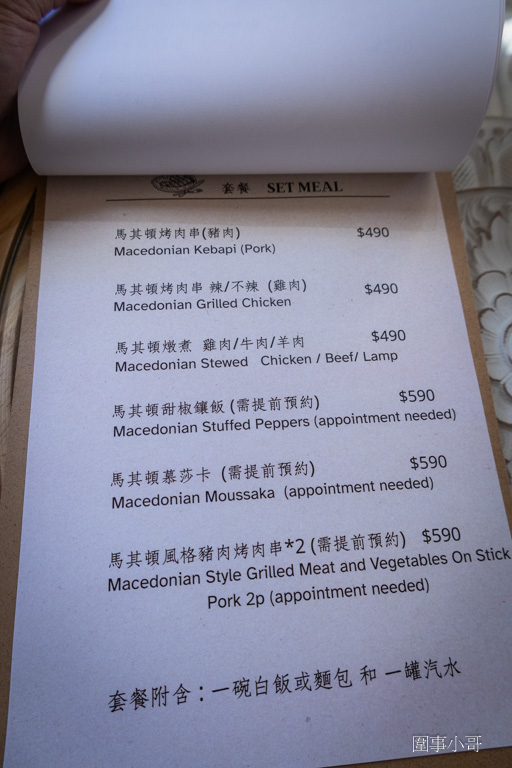 套餐 SET MEAL
馬其頓烤肉串(豬肉) $490
Macedonian Kebapi (Pork)
馬其頓烤肉串 辣/不辣 (雞肉) $490
Macedonian Grilled Chicken
馬其頓燉煮 雞肉/牛肉/羊肉 $490
Macedonian Stewed Chicken / Beef/ Lamp
馬其頓甜椒鑲飯 (需提前預約) $590
Macedonian Stuffed Peppers (appointment needed)
馬其頓慕莎卡 (需提前預約) $590
Macedonian Moussaka (appointment needed)
馬其頓風格豬肉烤肉串*2 (需提前預約) $590
Macedonian Style Grilled Meat and Vegetables On Stick
Pork 2p (appointment needed)
套餐附含：一碗白飯或麵包 和 一罐汽水
圍事小哥